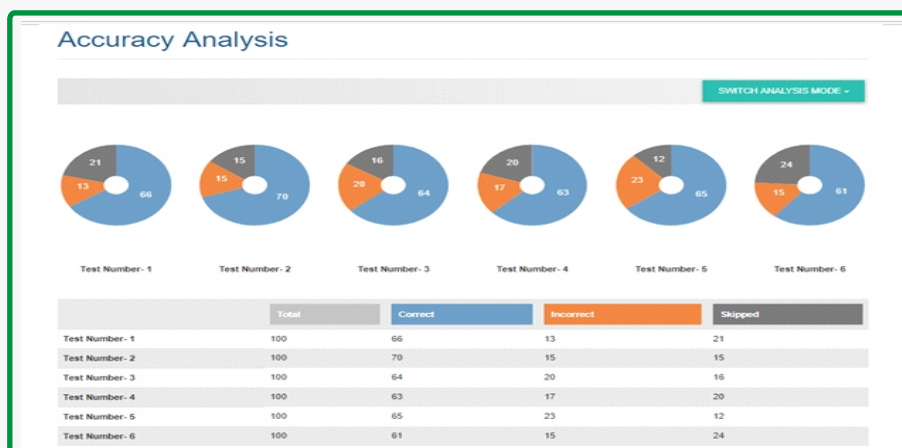 Accuracy Analysis
SWITCH ANALYSIS MODE
21
13
66
15
15
70
16
20
64
20
17
63
12
23
65
24
15
61
Test Number- 1 Test Number- 2 Test Number- 3 Test Number- 4 Test Number- 5 Test Number- 6
Total Correct Incorrect Skipped
Test Number- 1 100 66 13 21
Test Number- 2 100 70 15 15
Test Number- 3 100 64 20 16
Test Number- 4 100 63 17 20
Test Number- 5 100 65 23 12
Test Number- 6 100 61 15 24